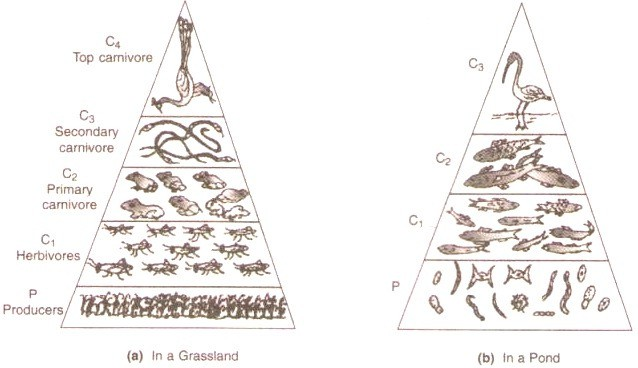 C4
Top carnivore
C3
Secondary
carnivore
C2
Primary
carnivore
C1
Herbivores
P
Producers
(a) In a Grassland
C3
C2
C1
P
(b) In a Pond